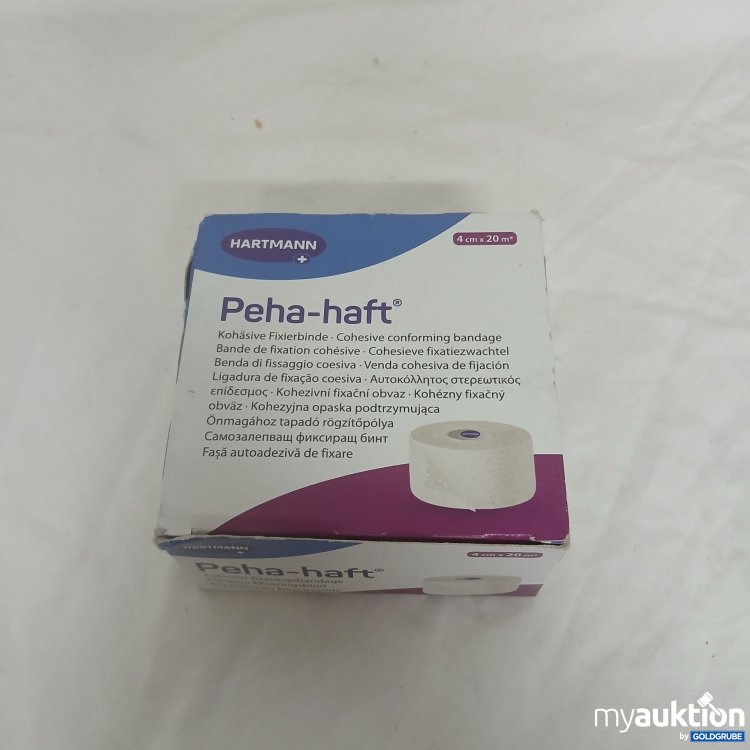 HARTMANN
4 cm x 20 m*
Peha-haft®
Kohäsive Fixierbinde · Cohesive conforming bandage
Bande de fixation cohésive · Cohesieve fixatiezwachtel
Benda di fissaggio coesiva · Venda cohesiva de fijación
Ligadura de fixação coesiva · Αυτοκόλλητος στερεωτικός
επίδεσμος · Kohezivní fixační obvaz · Kohézny fixačný
obväz · Kohezyjna opaska podtrzymująca
Önmagához tapadó rögzítőpólya
Самозалепващ фиксиращ бинт
Fașă autoadezivă de fixare
HARTMANN
4 cm x 20 m*
Peha-haft®
myauktion
by GOLDGRUBE